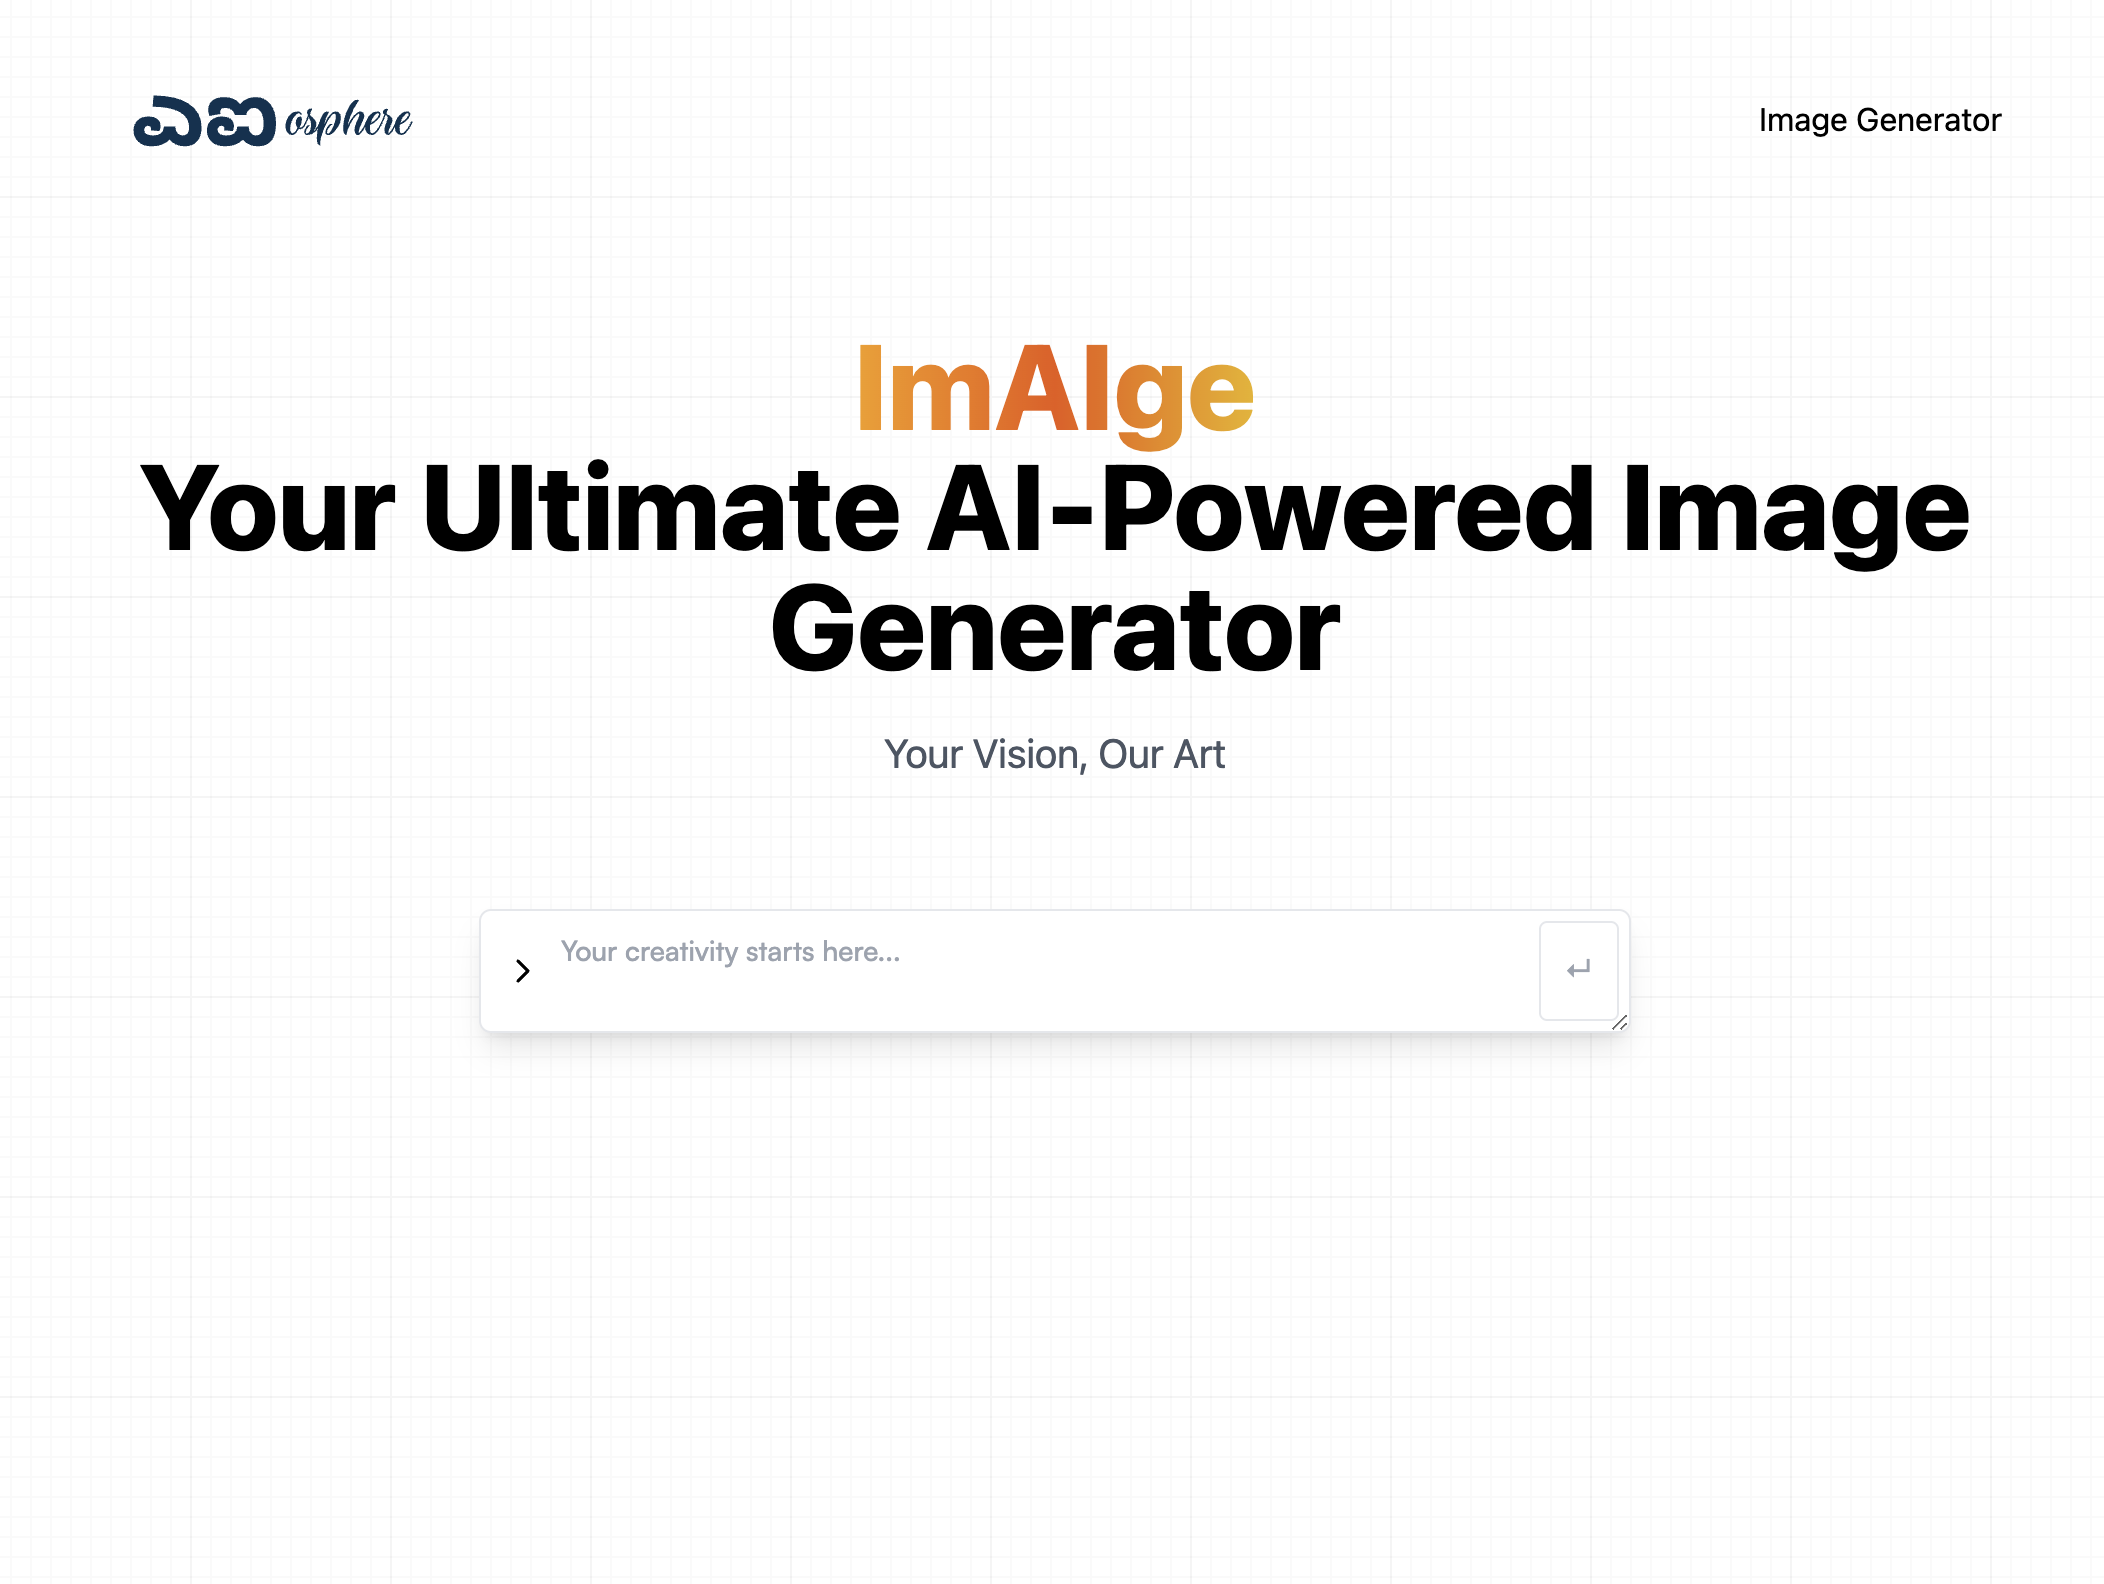 ಎಐ osphere
Image Generator
ImAIge
Your Ultimate AI-Powered Image
Generator
Your Vision, Our Art
Your creativity starts here...